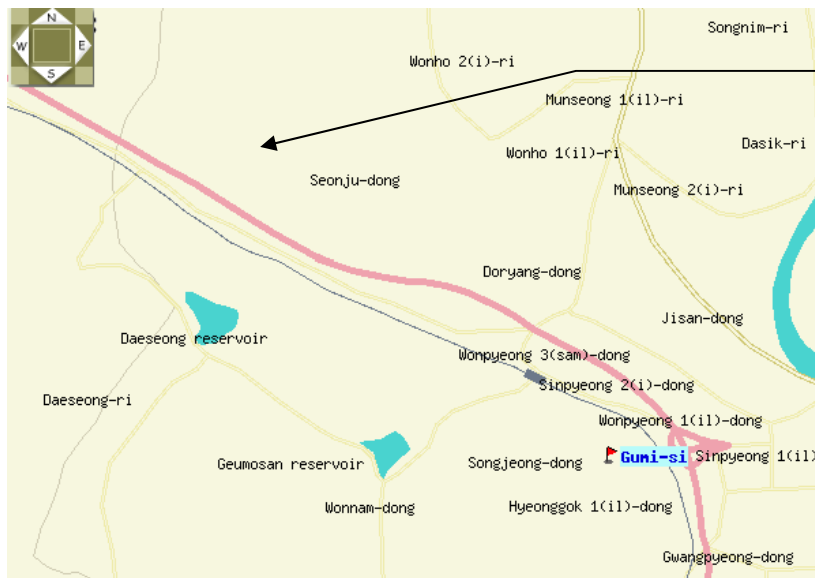 N
W E
S
Songnim-ri
Wonho 2(i)-ri
Munseong 1(il)-ri
Dasik-ri
Wonho 1(il)-ri
Seonju-dong
Munseong 2(i)-ri
Doryang-dong
Jisan-dong
Daeseong reservoir
Wonpyeong 3(sam)-dong
Sinpyeong 2(i)-dong
Daeseong-ri
Wonpyeong 1(il)-dong
Gumi-si
Sinpyeong 1(il)
Geumosan reservoir
Songjeong-dong
Wonnam-dong
Hyeonggok 1(il)-dong
Gwangpyeong-dong